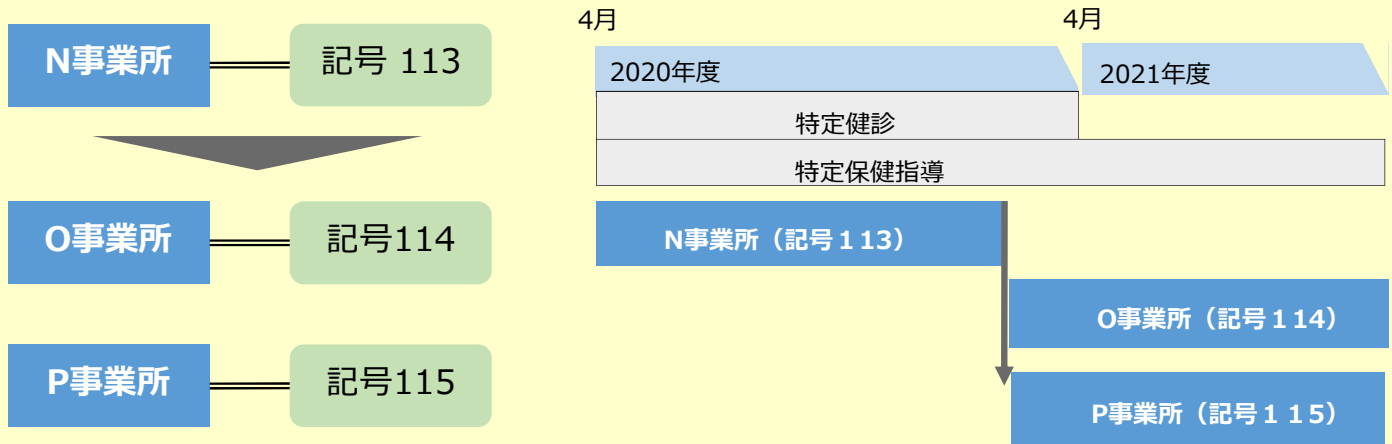 N事業所
記号 113
O事業所
記号114
P事業所
記号115
4月
4月
2020年度
2021年度
特定健診
特定保健指導
N事業所（記号１13）
O事業所（記号１14）
P事業所（記号１１5）